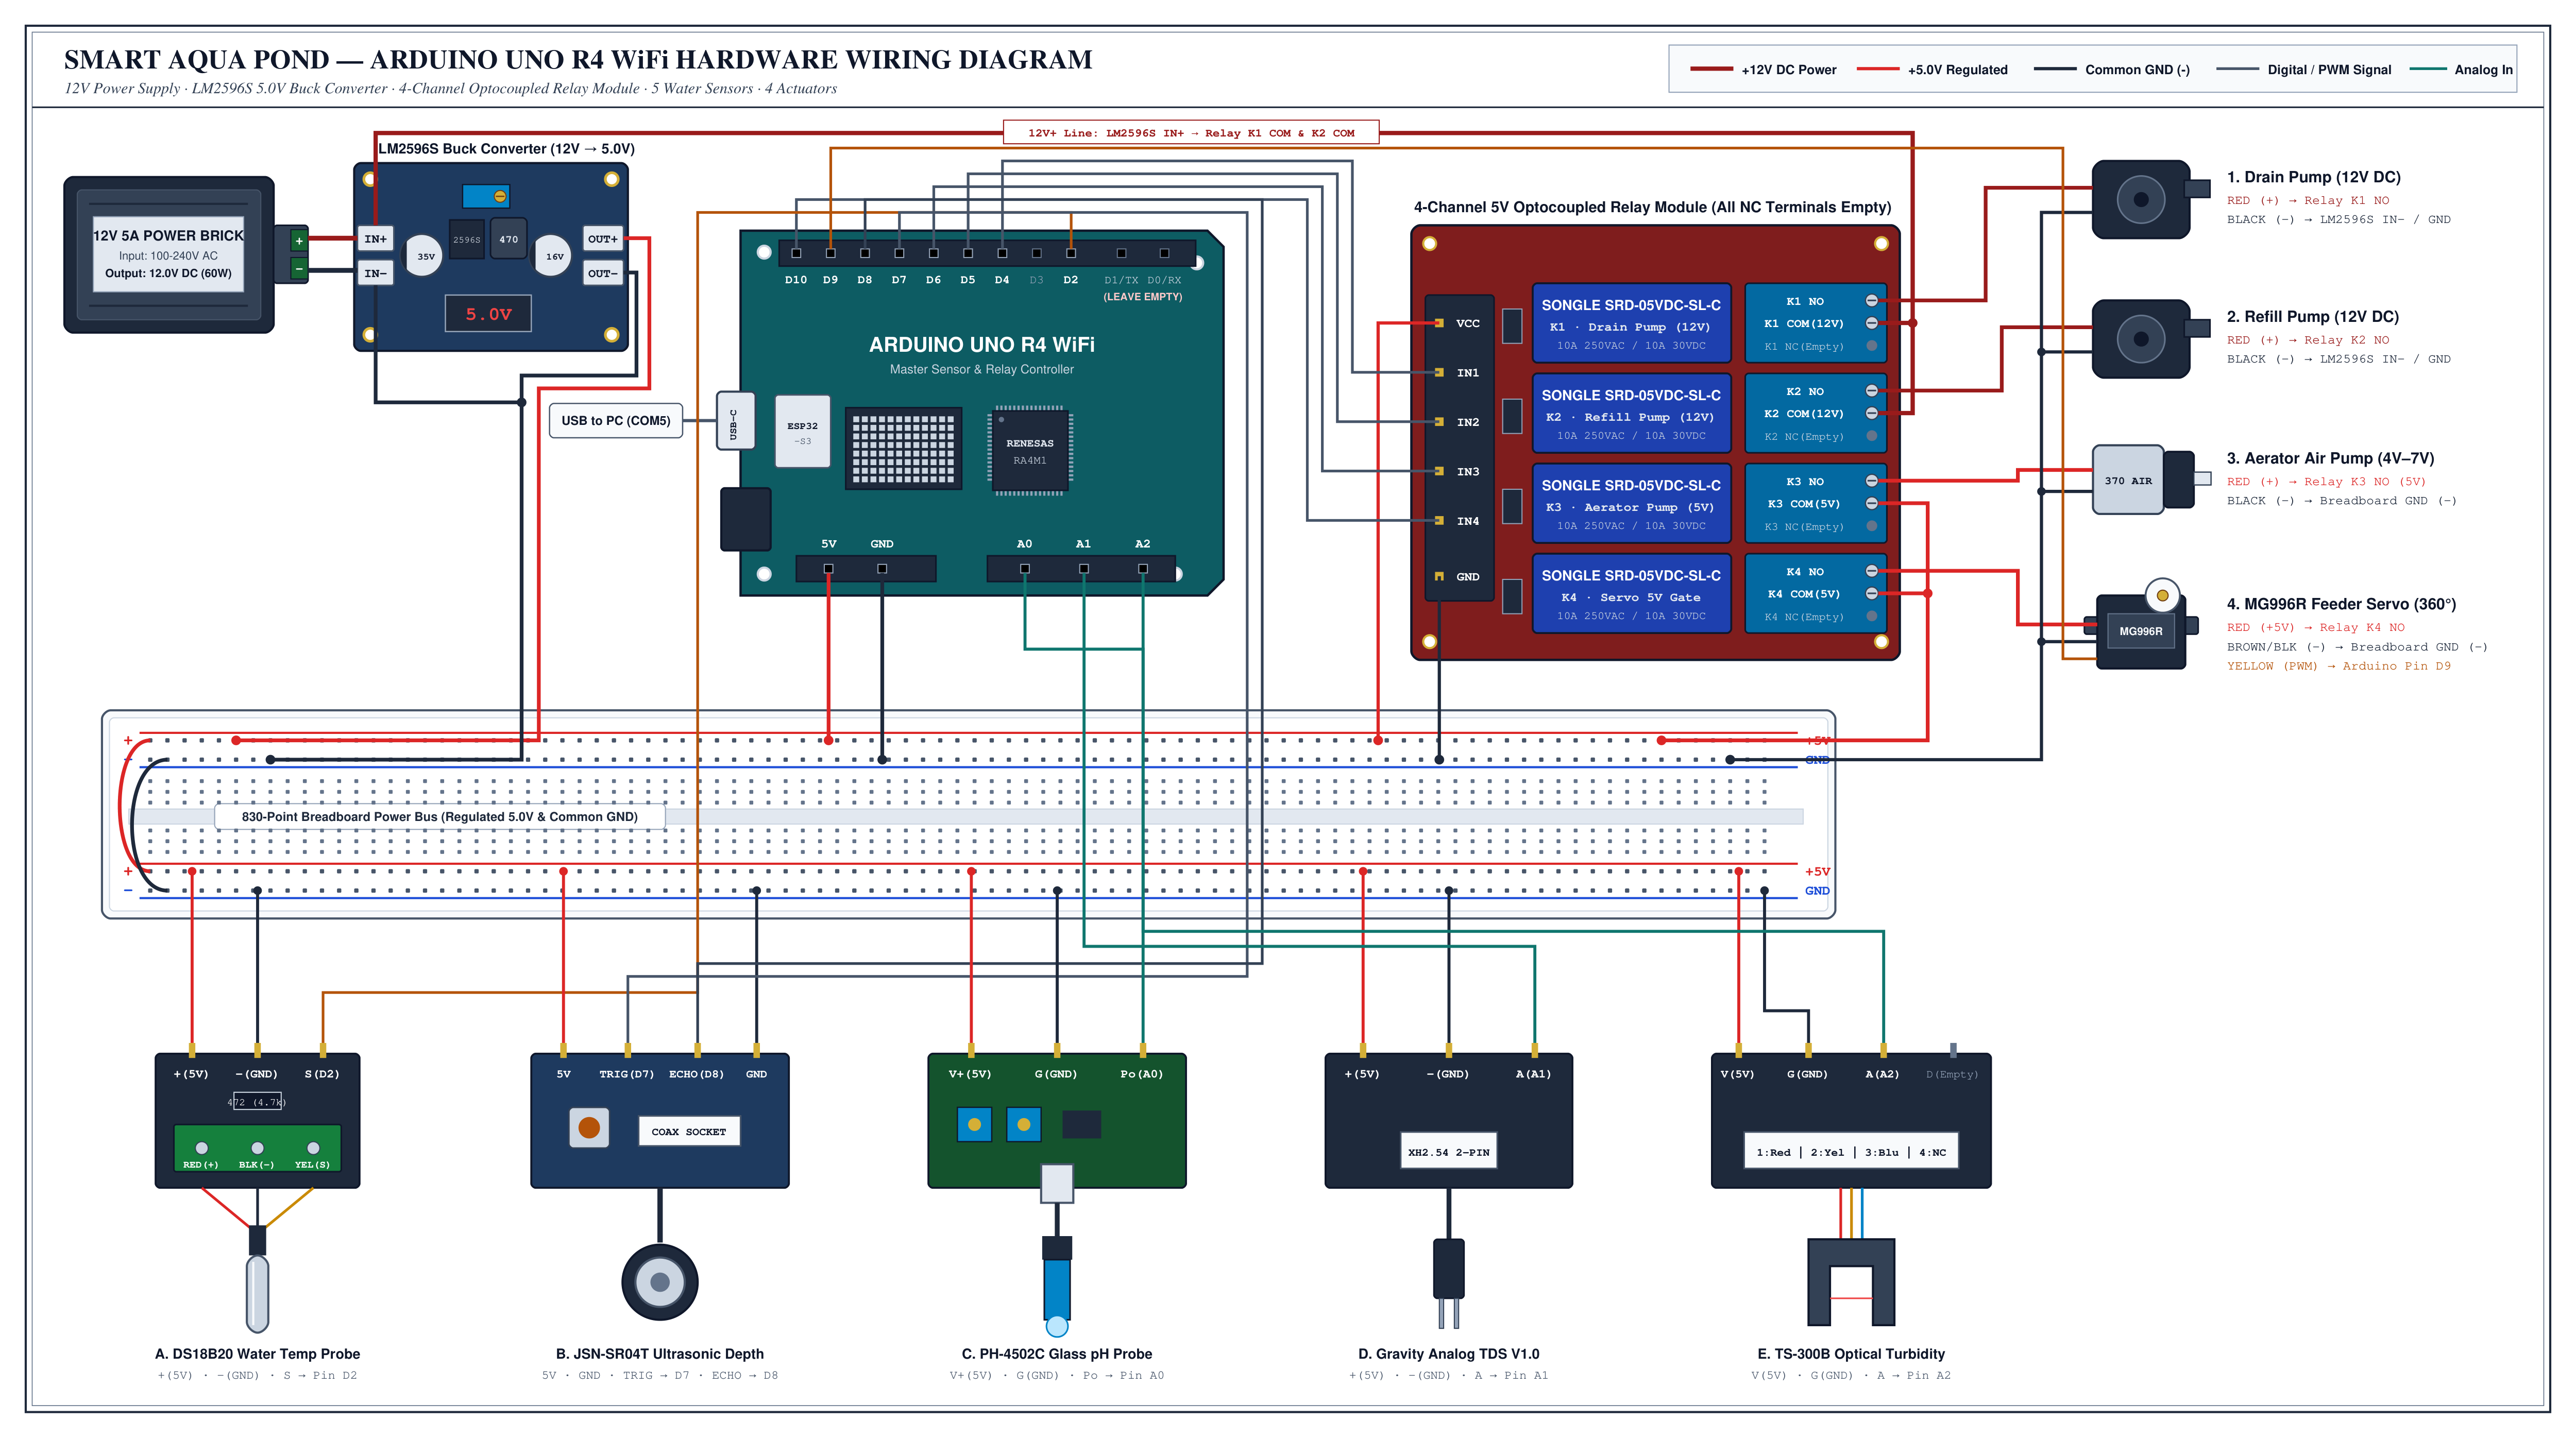 SMART AQUA POND — ARDUINO UNO R4 WiFi HARDWARE WIRING DIAGRAM
12V Power Supply · LM2596S 5.0V Buck Converter · 4-Channel Optocoupled Relay Module · 5 Water Sensors · 4 Actuators
+12V DC Power
+5.0V Regulated
Common GND (-)
Digital / PWM Signal
Analog In
12V+ Line: LM2596S IN+ → Relay K1 COM & K2 COM
LM2596S Buck Converter (12V → 5.0V)
12V 5A POWER BRICK
Input: 100-240V AC
Output: 12.0V DC (60W)
+
−
IN+
IN−
35V
2596S
470
16V
OUT+
OUT−
5.0V
USB to PC (COM5)
D10 D9 D8 D7 D6 D5 D4 D3 D2 D1/TX D0/RX
(LEAVE EMPTY)
ARDUINO UNO R4 WiFi
Master Sensor & Relay Controller
USB-C
ESP32
-S3
RENESAS
RA4M1
5V GND A0 A1 A2
4-Channel 5V Optocoupled Relay Module (All NC Terminals Empty)
VCC
IN1
IN2
IN3
IN4
GND
SONGLE SRD-05VDC-SL-C
K1 · Drain Pump (12V)
10A 250VAC / 10A 30VDC
K1 NO
K1 COM(12V)
K1 NC(Empty)
SONGLE SRD-05VDC-SL-C
K2 · Refill Pump (12V)
10A 250VAC / 10A 30VDC
K2 NO
K2 COM(12V)
K2 NC(Empty)
SONGLE SRD-05VDC-SL-C
K3 · Aerator Pump (5V)
10A 250VAC / 10A 30VDC
K3 NO
K3 COM(5V)
K3 NC(Empty)
SONGLE SRD-05VDC-SL-C
K4 · Servo 5V Gate
10A 250VAC / 10A 30VDC
K4 NO
K4 COM(5V)
K4 NC(Empty)
1. Drain Pump (12V DC)
RED (+) → Relay K1 NO
BLACK (−) → LM2596S IN− / GND
2. Refill Pump (12V DC)
RED (+) → Relay K2 NO
BLACK (−) → LM2596S IN− / GND
370 AIR
3. Aerator Air Pump (4V–7V)
RED (+) → Relay K3 NO (5V)
BLACK (−) → Breadboard GND (−)
MG996R
4. MG996R Feeder Servo (360°)
RED (+5V) → Relay K4 NO
BROWN/BLK (−) → Breadboard GND (−)
YELLOW (PWM) → Arduino Pin D9
+
+5V
−
GND
830-Point Breadboard Power Bus (Regulated 5.0V & Common GND)
+
+5V
−
GND
+(5V) −(GND) S(D2)
472 (4.7k)
RED(+) BLK(−) YEL(S)
5V TRIG(D7) ECHO(D8) GND
COAX SOCKET
V+(5V) G(GND) Po(A0)
+(5V) −(GND) A(A1)
XH2.54 2-PIN
V(5V) G(GND) A(A2) D(Empty)
1:Red | 2:Yel | 3:Blu | 4:NC
A. DS18B20 Water Temp Probe
+(5V) · −(GND) · S → Pin D2
B. JSN-SR04T Ultrasonic Depth
5V · GND · TRIG → D7 · ECHO → D8
C. PH-4502C Glass pH Probe
V+(5V) · G(GND) · Po → Pin A0
D. Gravity Analog TDS V1.0
+(5V) · −(GND) · A → Pin A1
E. TS-300B Optical Turbidity
V(5V) · G(GND) · A → Pin A2